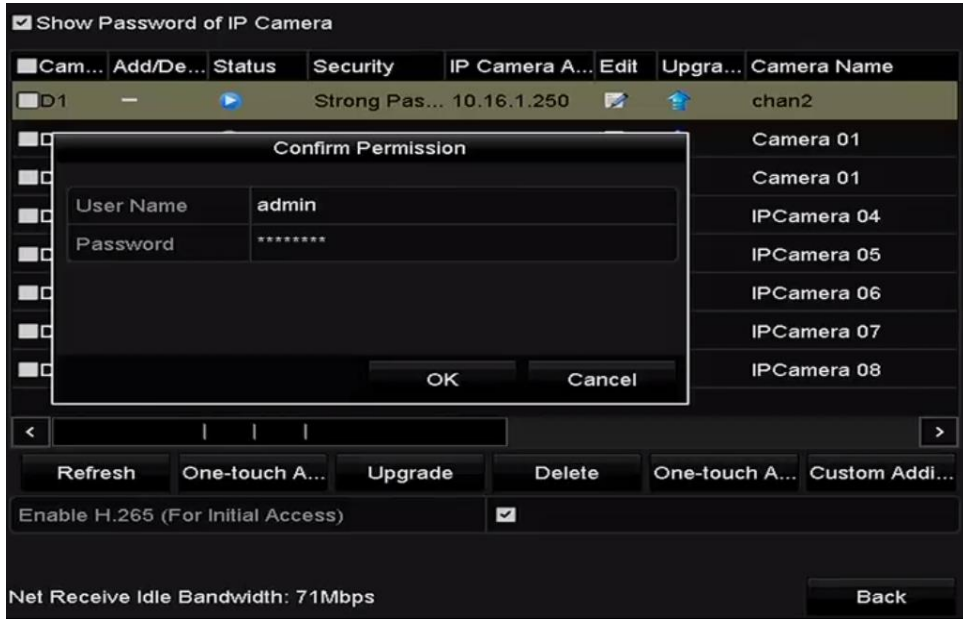 Show Password of IP Camera
Cam... Add/De... Status Security IP Camera A... Edit Upgra... Camera Name
D1 Strong Pas... 10.16.1.250 chan2
Camera 01
Camera 01
IPCamera 04
IPCamera 05
IPCamera 06
IPCamera 07
IPCamera 08
Confirm Permission
User Name admin
Password ********
OK Cancel
Refresh One-touch A... Upgrade Delete One-touch A... Custom Addi...
Enable H.265 (For Initial Access)
Net Receive Idle Bandwidth: 71Mbps Back